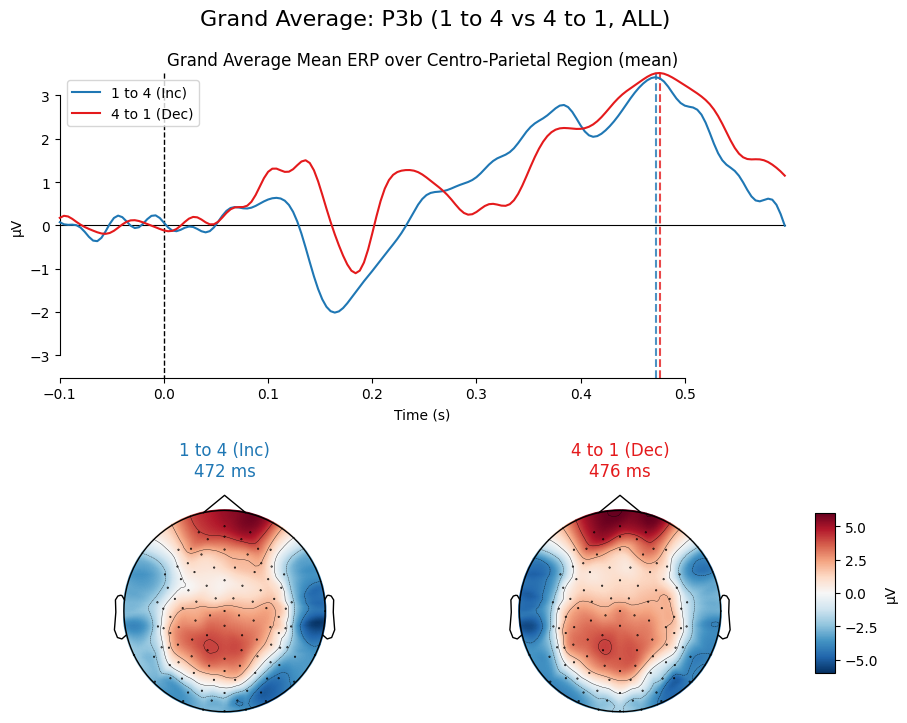 Grand Average: P3b (1 to 4 vs 4 to 1, ALL)
Grand Average Mean ERP over Centro-Parietal Region (mean)
1 to 4 (Inc)
4 to 1 (Dec)
3
2
1
0
−1
−2
−3
µV
−0.1
0.0
0.1
0.2
0.3
0.4
0.5
Time (s)
1 to 4 (Inc)
472 ms
4 to 1 (Dec)
476 ms
5.0
2.5
0.0
−2.5
−5.0
µV